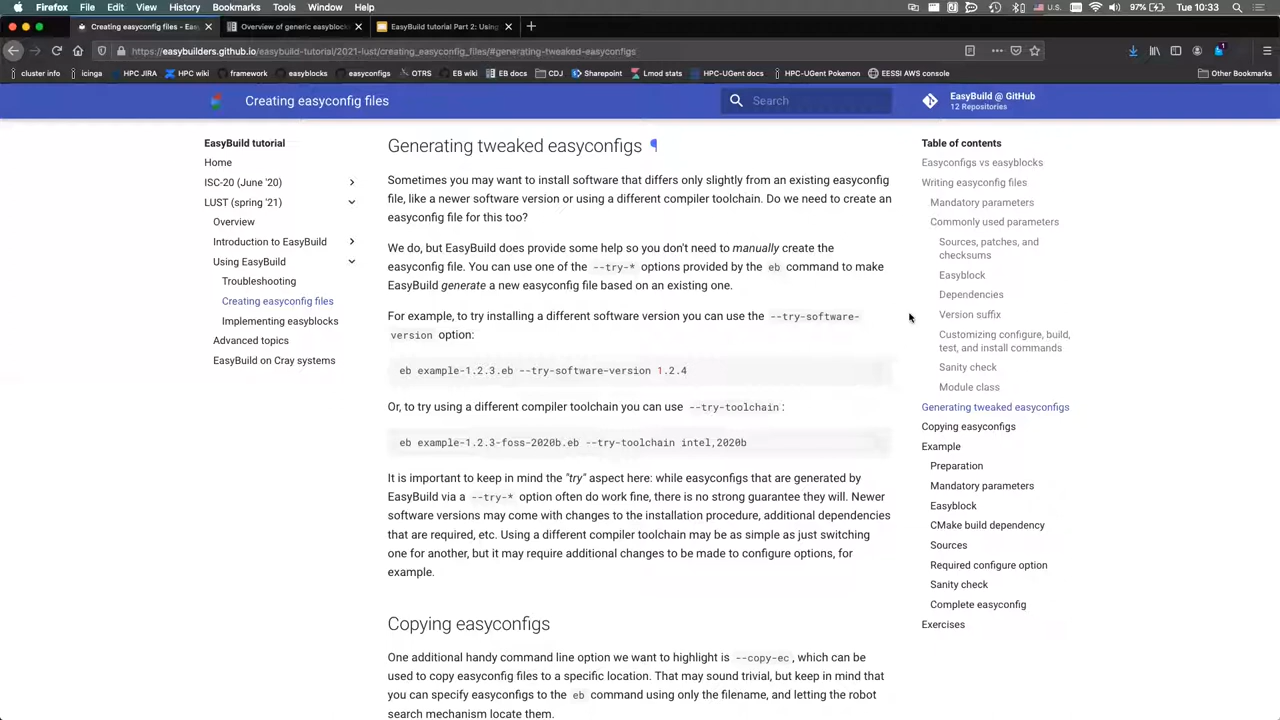 Firefox File Edit View History Bookmarks Tools Window Help
97% Tue 10:33
Creating easyconfig files - Eas
Overview of generic easyblocks
EasyBuild tutorial Part 2: Using
https://easybuilders.github.io/easybuild-tutorial/2021-lust/creating_easyconfig_files/#generating-tweaked-easyconfigs
cluster info icinga HPC JIRA HPC wiki framework easyblocks easyconfigs OTRS EB wiki EB docs CDJ Sharepoint Lmod stats HPC-UGent docs HPC-UGent Pokemon EESSI AWS console Other Bookmarks
Creating easyconfig files
Search
EasyBuild @ GitHub
12 Repositories
EasyBuild tutorial
Home
ISC-20 (June '20)
LUST (spring '21)
Overview
Introduction to EasyBuild
Using EasyBuild
Troubleshooting
Creating easyconfig files
Implementing easyblocks
Advanced topics
EasyBuild on Cray systems
Generating tweaked easyconfigs ¶
Sometimes you may want to install software that differs only slightly from an existing easyconfig
file, like a newer software version or using a different compiler toolchain. Do we need to create an
easyconfig file for this too?
We do, but EasyBuild does provide some help so you don't need to manually create the
easyconfig file. You can use one of the --try-* options provided by the eb command to make
EasyBuild generate a new easyconfig file based on an existing one.
For example, to try installing a different software version you can use the --try-software-
version option:
eb example-1.2.3.eb --try-software-version 1.2.4
Or, to try using a different compiler toolchain you can use --try-toolchain:
eb example-1.2.3-foss-2020b.eb --try-toolchain intel,2020b
It is important to keep in mind the "try" aspect here: while easyconfigs that are generated by
EasyBuild via a --try-* option often do work fine, there is no strong guarantee they will. Newer
software versions may come with changes to the installation procedure, additional dependencies
that are required, etc. Using a different compiler toolchain may be as simple as just switching
one for another, but it may require additional changes to be made to configure options, for
example.
Copying easyconfigs
One additional handy command line option we want to highlight is --copy-ec, which can be
used to copy easyconfig files to a specific location. That may sound trivial, but keep in mind that
you can specify easyconfigs to the eb command using only the filename, and letting the robot
search mechanism locate them.
Table of contents
Easyconfigs vs easyblocks
Writing easyconfig files
Mandatory parameters
Commonly used parameters
Sources, patches, and
checksums
Easyblock
Dependencies
Version suffix
Customizing configure, build,
test, and install commands
Sanity check
Module class
Generating tweaked easyconfigs
Copying easyconfigs
Example
Preparation
Mandatory parameters
Easyblock
CMake build dependency
Sources
Required configure option
Sanity check
Complete easyconfig
Exercises